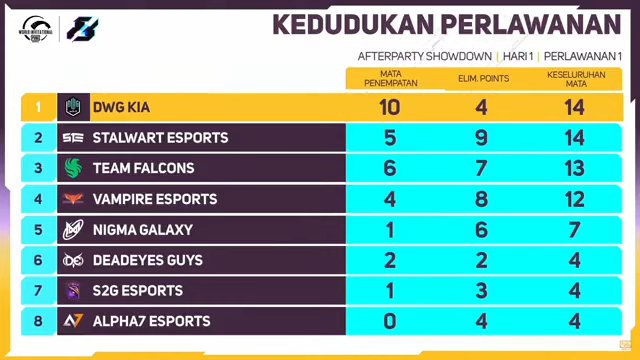 WORLD INVITATIONAL
KEDUDUKAN PERLAWANAN
AFTERPARTY SHOWDOWN | HARI 1 | PERLAWANAN 1
MATA PENEMPATAN ELIM. POINTS KESELURUHAN MATA
1 DWG KIA 10 4 14
2 STALWART ESPORTS 5 9 14
3 TEAM FALCONS 6 7 13
4 VAMPIRE ESPORTS 4 8 12
5 NIGMA GALAXY 1 6 7
6 DEADEYES GUYS 2 2 4
7 S2G ESPORTS 1 3 4
8 ALPHA7 ESPORTS 0 4 4